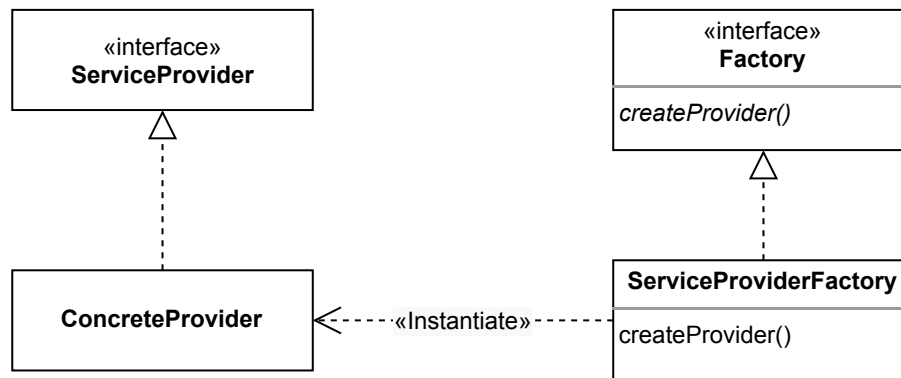 «interface»
ServiceProvider
«interface»
Factory
createProvider()
ConcreteProvider
«Instantiate»
ServiceProviderFactory
createProvider()